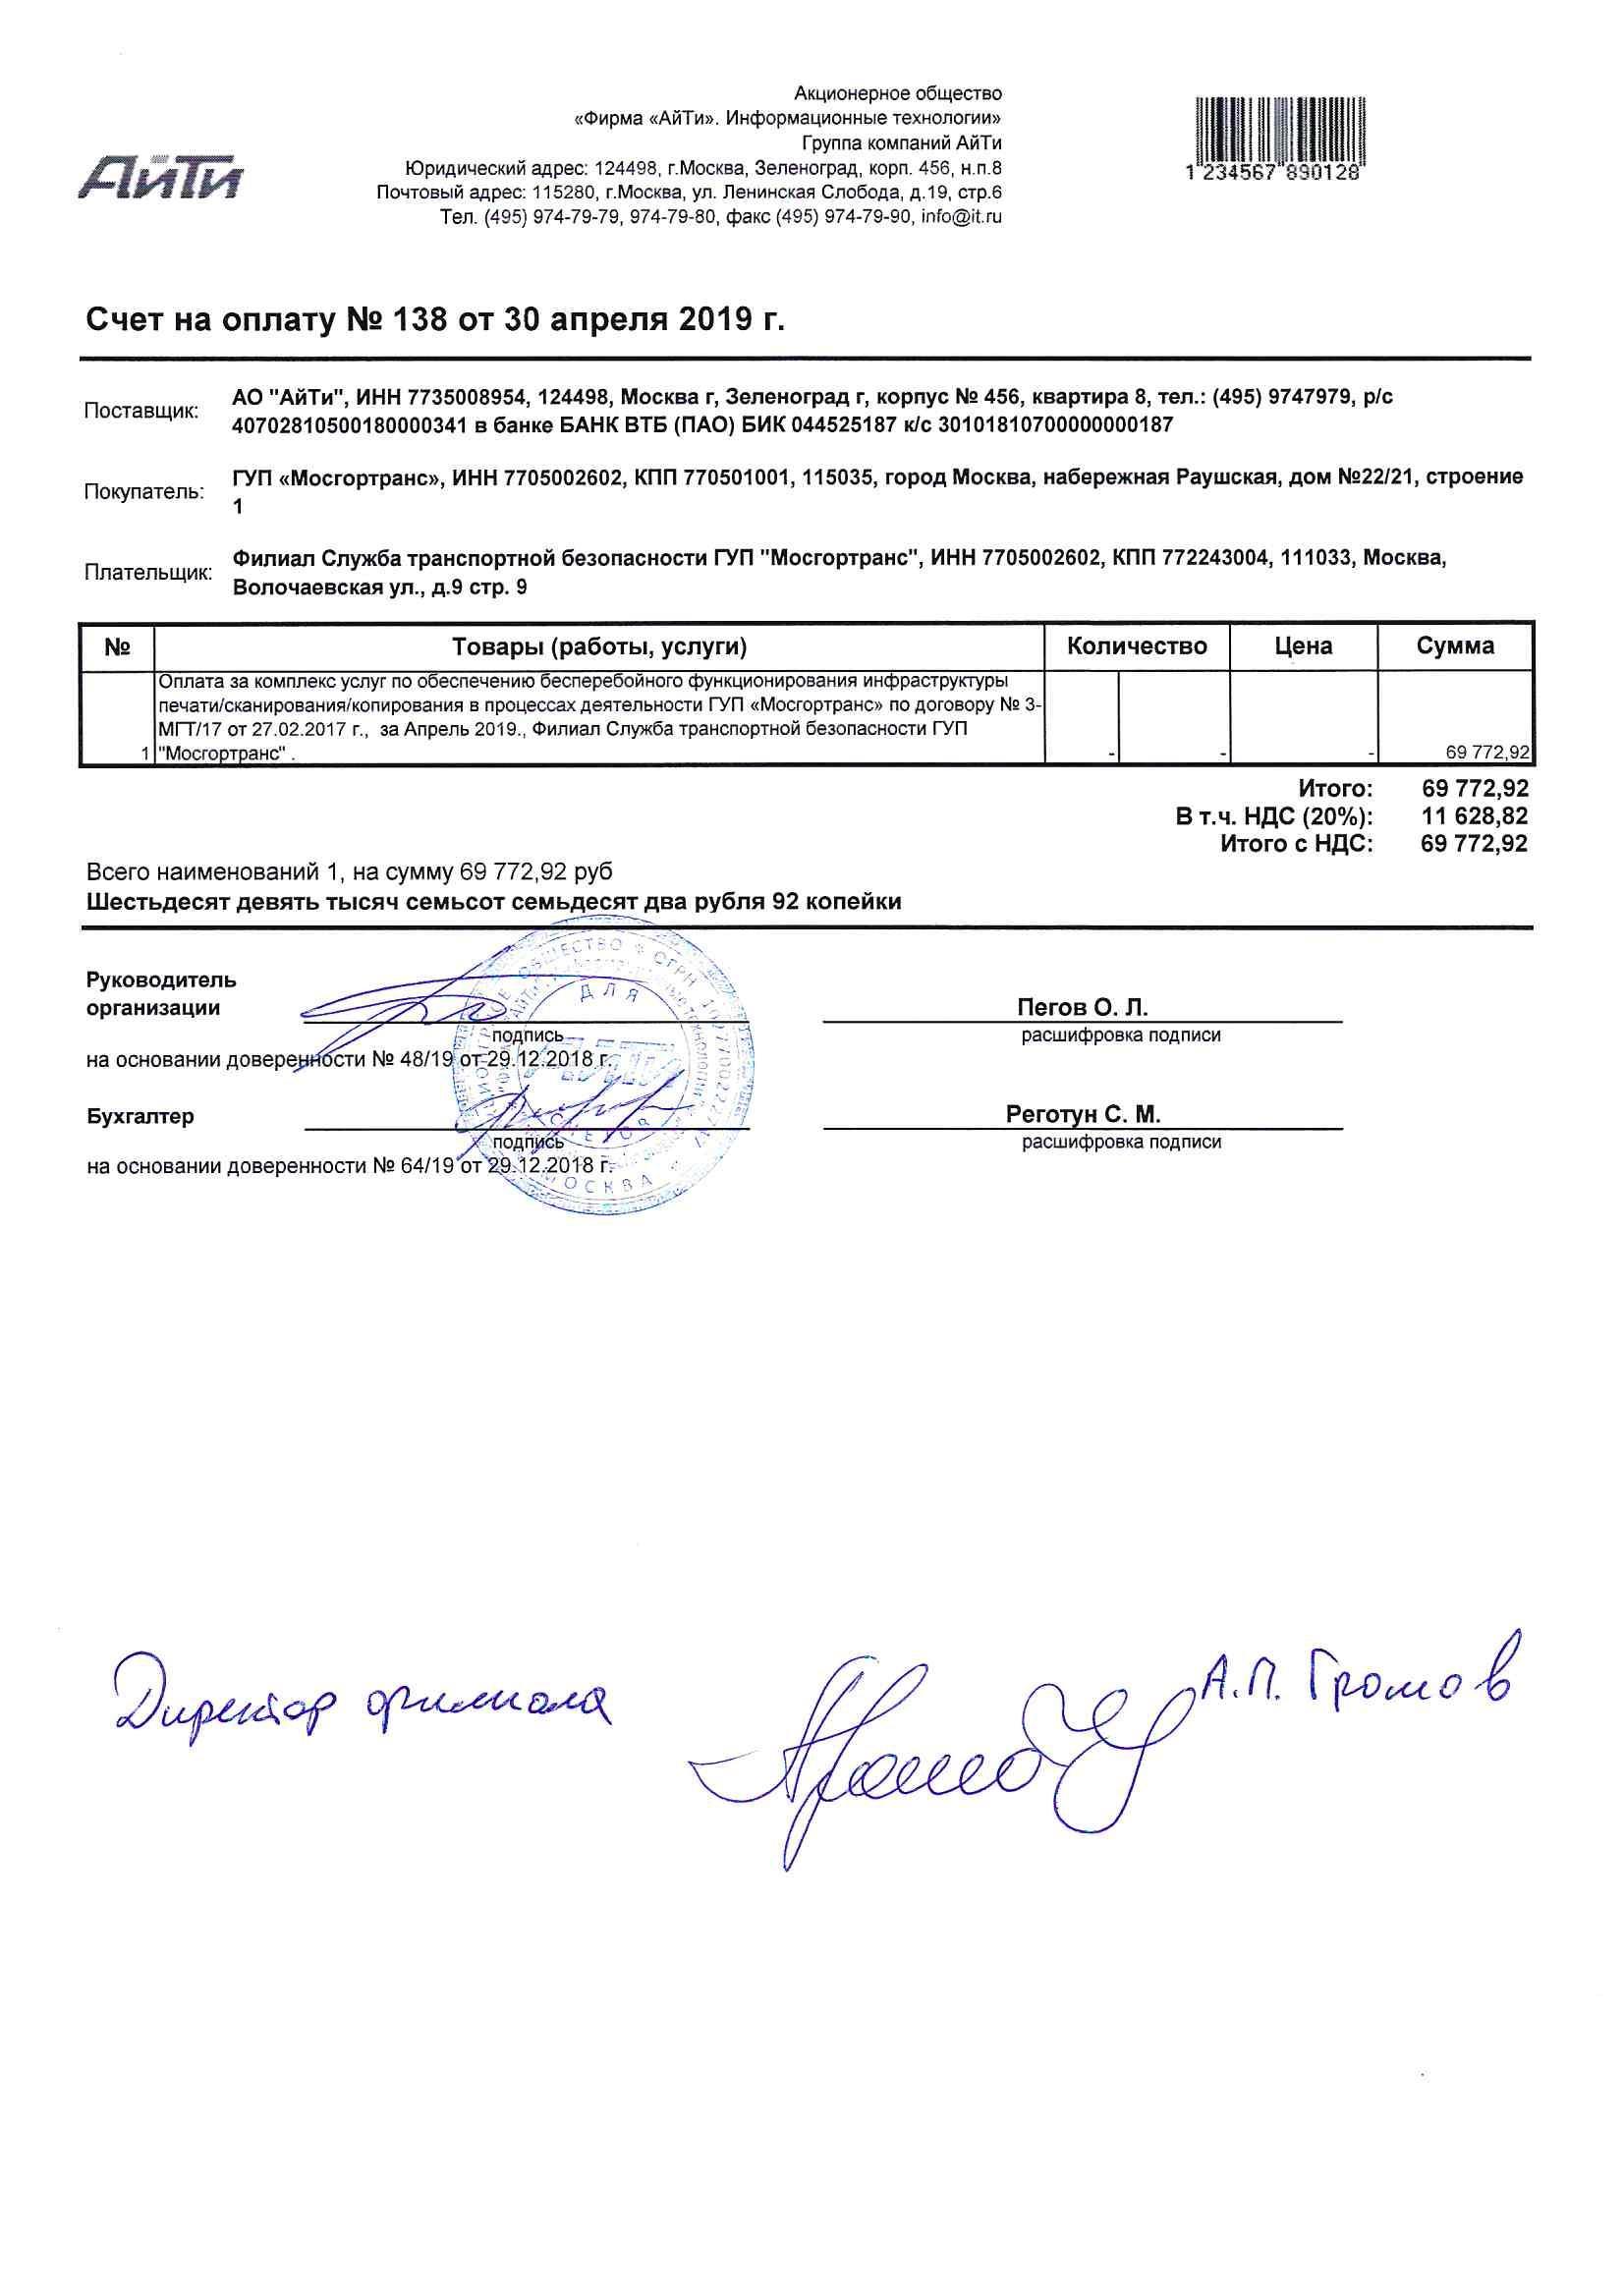 АйТи
Акционерное общество
«Фирма «АйТи». Информационные технологии»
Группа компаний АйТи
Юридический адрес: 124498, г.Москва, Зеленоград, корп. 456, н.п.8
Почтовый адрес: 115280, г.Москва, ул. Ленинская Слобода, д.19, стр.6
Тел. (495) 974-79-79, 974-79-80, факс (495) 974-79-90, info@it.ru
1 234567 890128
Счет на оплату № 138 от 30 апреля 2019 г.
Поставщик: АО "АйТи", ИНН 7735008954, 124498, Москва г, Зеленоград г, корпус № 456, квартира 8, тел.: (495) 9747979, р/с
40702810500180000341 в банке БАНК ВТБ (ПАО) БИК 044525187 к/с 30101810700000000187
Покупатель: ГУП «Мосгортранс», ИНН 7705002602, КПП 770501001, 115035, город Москва, набережная Раушская, дом №22/21, строение
1
Плательщик: Филиал Служба транспортной безопасности ГУП "Мосгортранс", ИНН 7705002602, КПП 772243004, 111033, Москва,
Волочаевская ул., д.9 стр. 9
№ Товары (работы, услуги) Количество Цена Сумма
Оплата за комплекс услуг по обеспечению бесперебойного функционирования инфраструктуры
печати/сканирования/копирования в процессах деятельности ГУП «Мосгортранс» по договору № 3-
МГТ/17 от 27.02.2017 г., за Апрель 2019., Филиал Служба транспортной безопасности ГУП
1 "Мосгортранс" . - - - 69 772,92
Итого: 69 772,92
В т.ч. НДС (20%): 11 628,82
Итого с НДС: 69 772,92
Всего наименований 1, на сумму 69 772,92 руб
Шестьдесят девять тысяч семьсот семьдесят два рубля 92 копейки
Руководитель
организации Пегов О. Л.
подпись расшифровка подписи
на основании доверенности № 48/19 от 29.12.2018 г.
Бухгалтер Реготун С. М.
подпись расшифровка подписи
на основании доверенности № 64/19 от 29.12.2018 г.
ОБЩЕСТВО * ОГРН
ДЛЯ
АйТи
СЧЕТОВ
МОСКВА
Директор филиала А.П. Громов